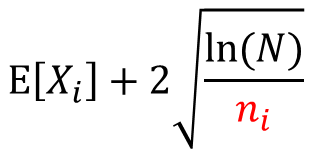 E[X_i] + 2√(ln(N)/n_i)